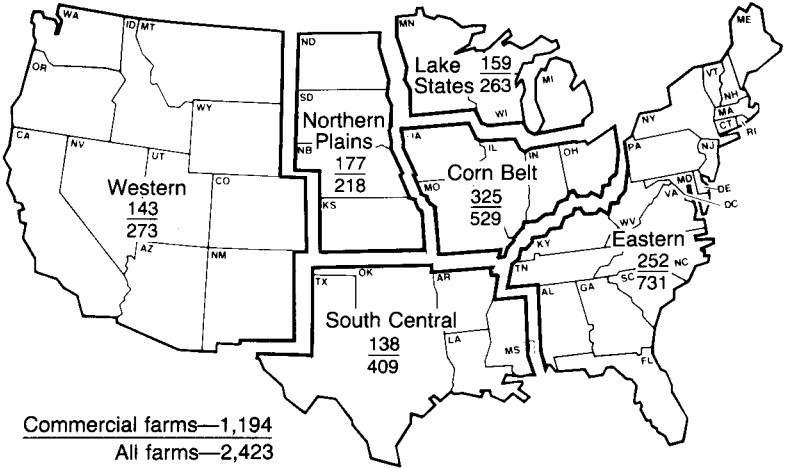 WA
ID
MT
ND
MN
ME
OR
SD
Lake
States
159
263
MI
WI
VT
NH
MA
CT
RI
NY
WY
Northern
Plains
177
218
NB
IA
IL
IN
OH
PA
NJ
CA
NV
UT
CO
Western
143
273
KS
MO
Corn Belt
325
529
MD
DE
DC
VA
WV
KY
AZ
NM
Eastern
252
731
TN
NC
SC
TX
OK
AR
AL
GA
South Central
138
409
LA
MS
FL
Commercial farms—1,194
All farms—2,423